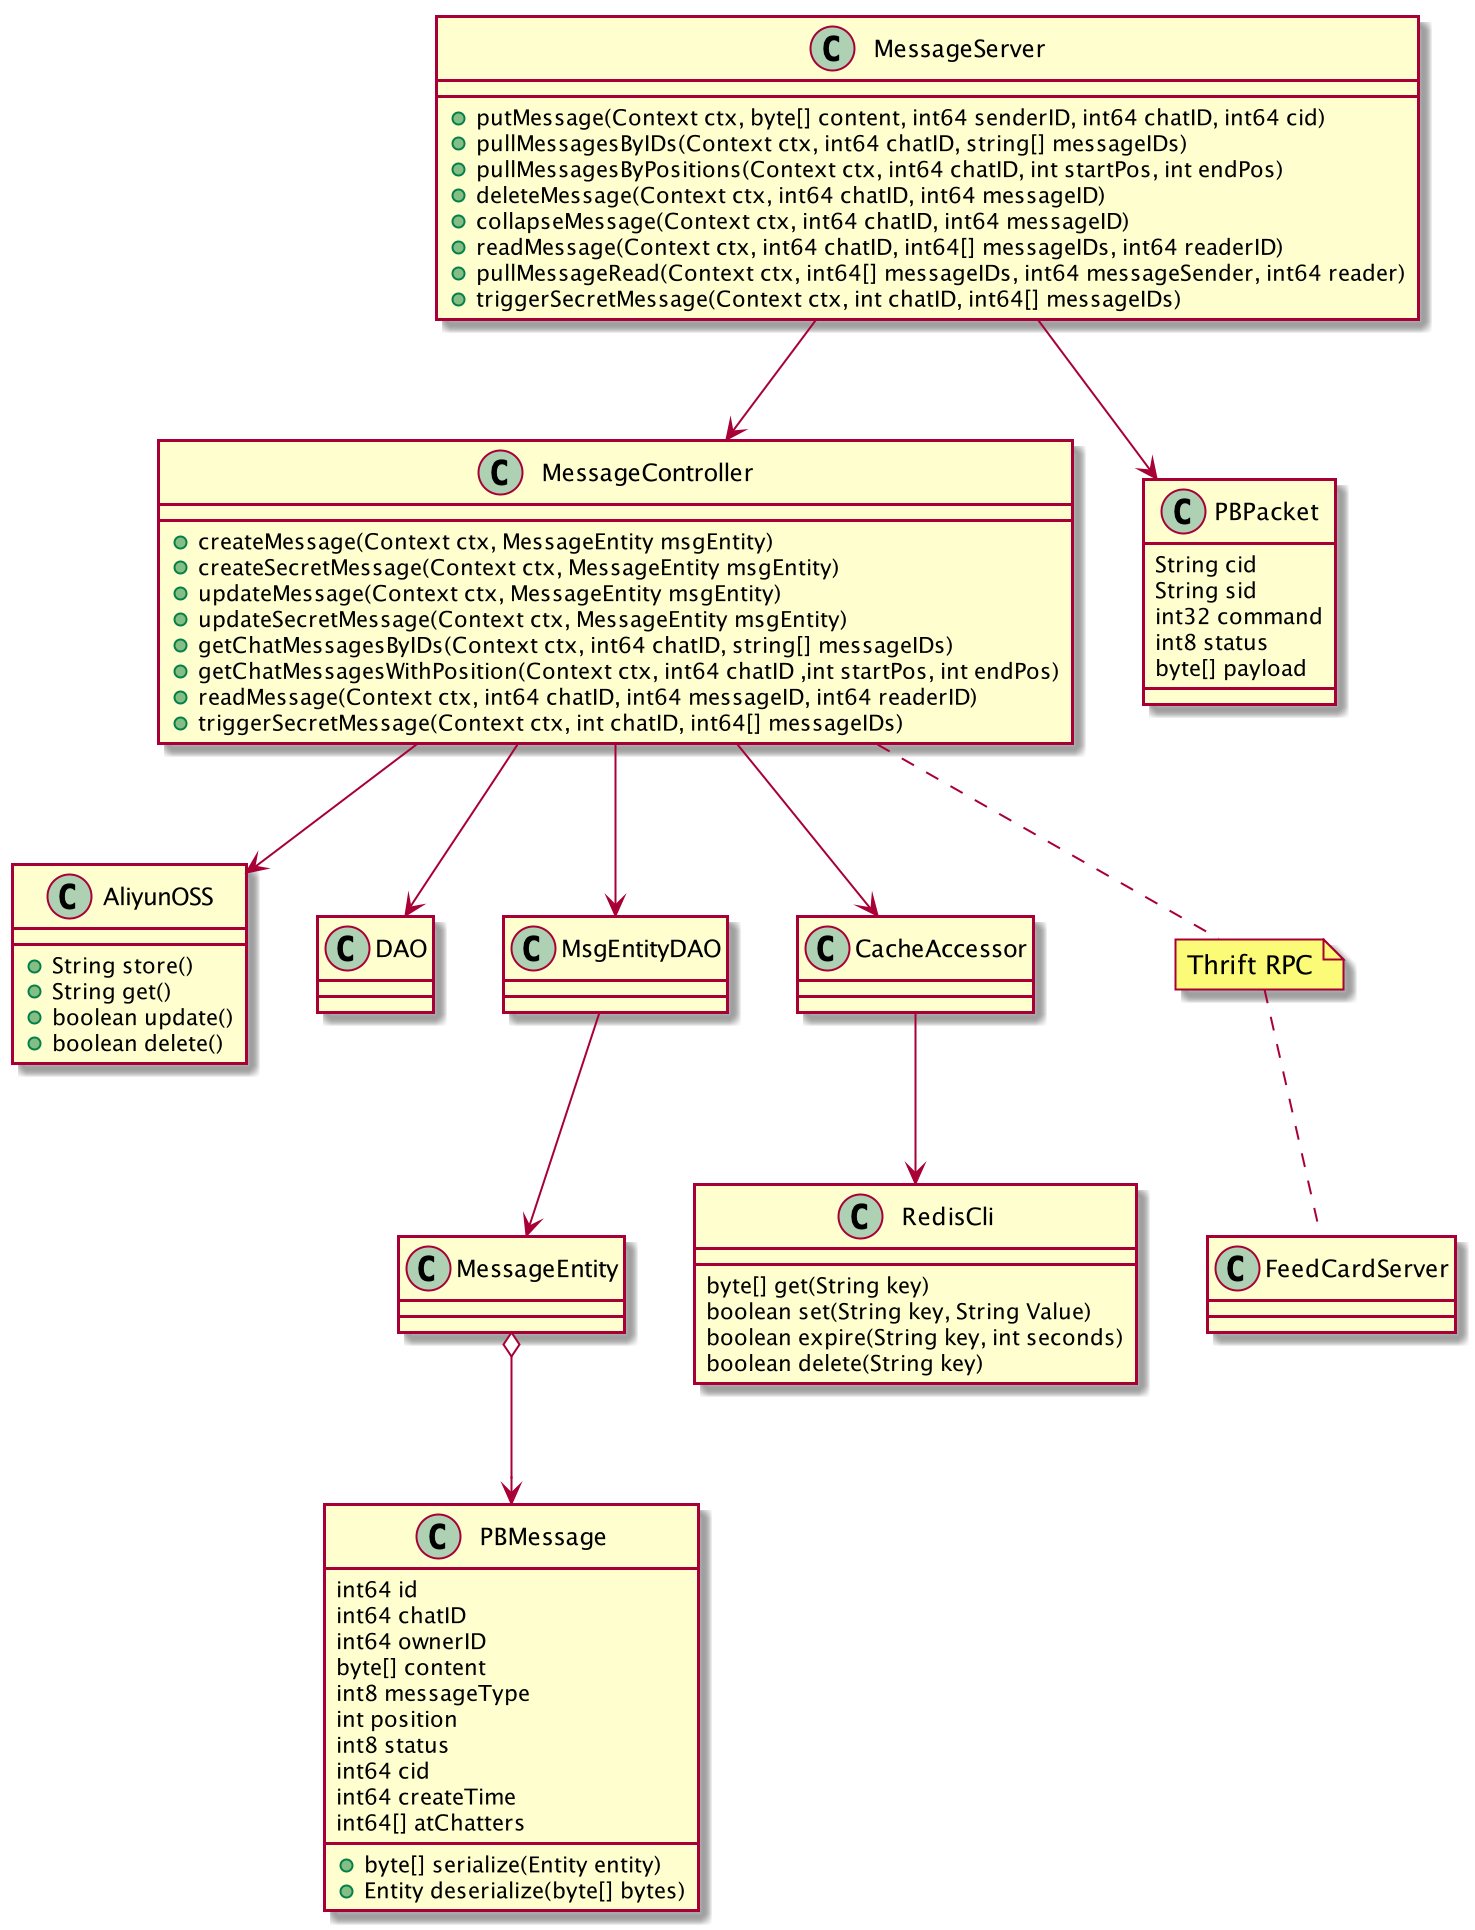 C MessageServer
putMessage(Context ctx, byte[] content, int64 senderID, int64 chatID, int64 cid)
pullMessagesByIDs(Context ctx, int64 chatID, string[] messageIDs)
pullMessagesByPositions(Context ctx, int64 chatID, int startPos, int endPos)
deleteMessage(Context ctx, int64 chatID, int64 messageID)
collapseMessage(Context ctx, int64 chatID, int64 messageID)
readMessage(Context ctx, int64 chatID, int64[] messageIDs, int64 readerID)
pullMessageRead(Context ctx, int64[] messageIDs, int64 messageSender, int64 reader)
triggerSecretMessage(Context ctx, int chatID, int64[] messageIDs)
C MessageController
createMessage(Context ctx, MessageEntity msgEntity)
createSecretMessage(Context ctx, MessageEntity msgEntity)
updateMessage(Context ctx, MessageEntity msgEntity)
updateSecretMessage(Context ctx, MessageEntity msgEntity)
getChatMessagesByIDs(Context ctx, int64 chatID, string[] messageIDs)
getChatMessagesWithPosition(Context ctx, int64 chatID ,int startPos, int endPos)
readMessage(Context ctx, int64 chatID, int64 messageID, int64 readerID)
triggerSecretMessage(Context ctx, int chatID, int64[] messageIDs)
C PBPacket
String cid
String sid
int32 command
int8 status
byte[] payload
C AliyunOSS
String store()
String get()
boolean update()
boolean delete()
C DAO
C MsgEntityDAO
C CacheAccessor
Thrift RPC
C MessageEntity
C RedisCli
byte[] get(String key)
boolean set(String key, String Value)
boolean expire(String key, int seconds)
boolean delete(String key)
C FeedCardServer
C PBMessage
int64 id
int64 chatID
int64 ownerID
byte[] content
int8 messageType
int position
int8 status
int64 cid
int64 createTime
int64[] atChatters
byte[] serialize(Entity entity)
Entity deserialize(byte[] bytes)